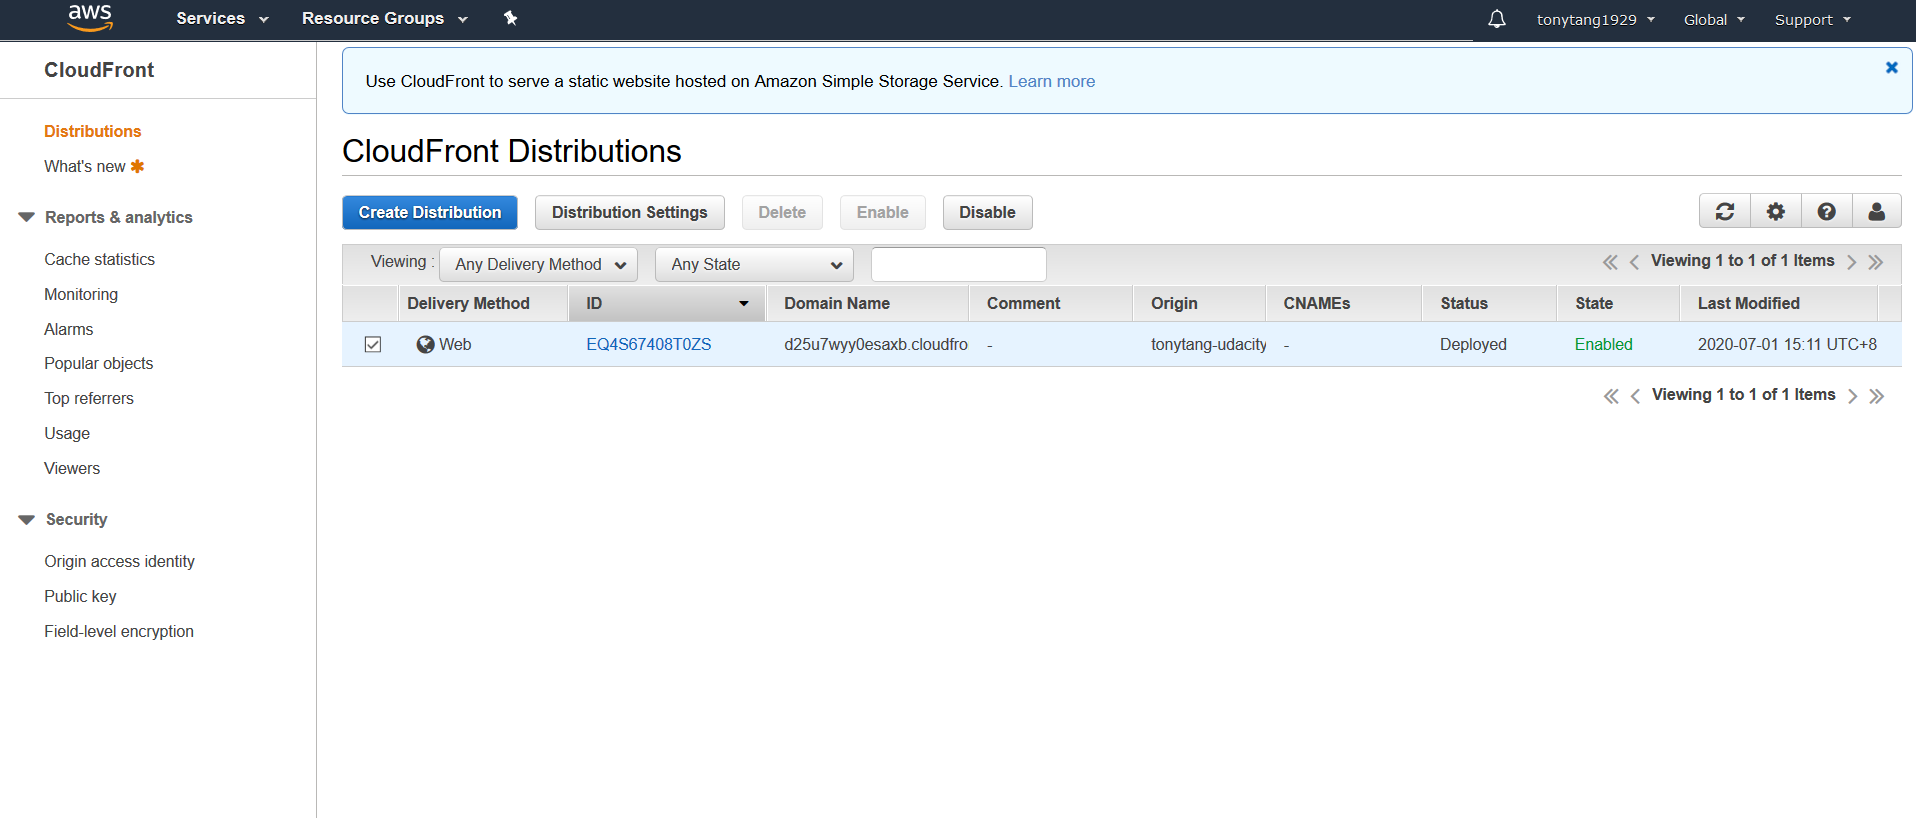 aws Services Resource Groups tonytang1929 Global Support
CloudFront
Distributions
What's new
Reports & analytics
Cache statistics
Monitoring
Alarms
Popular objects
Top referrers
Usage
Viewers
Security
Origin access identity
Public key
Field-level encryption
Use CloudFront to serve a static website hosted on Amazon Simple Storage Service. Learn more
CloudFront Distributions
Create Distribution Distribution Settings Delete Enable Disable
Viewing : Any Delivery Method Any State Viewing 1 to 1 of 1 Items
Delivery Method ID Domain Name Comment Origin CNAMEs Status State Last Modified
Web EQ4S67408T0ZS d25u7wyy0esaxb.cloudfro - tonytang-udacity - Deployed Enabled 2020-07-01 15:11 UTC+8
Viewing 1 to 1 of 1 Items